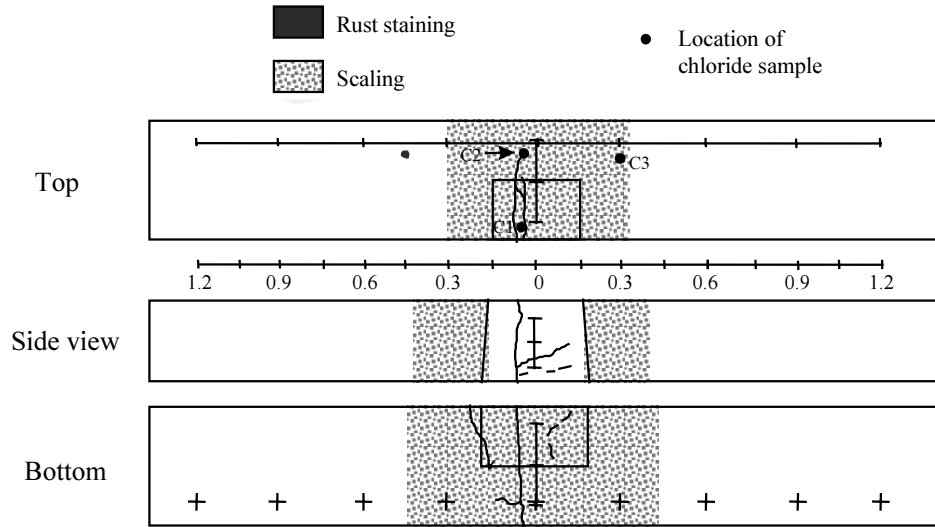 Rust staining
Scaling
Location of
chloride sample
Top
C2
C3
C1
1.2 0.9 0.6 0.3 0 0.3 0.6 0.9 1.2
Side view
Bottom